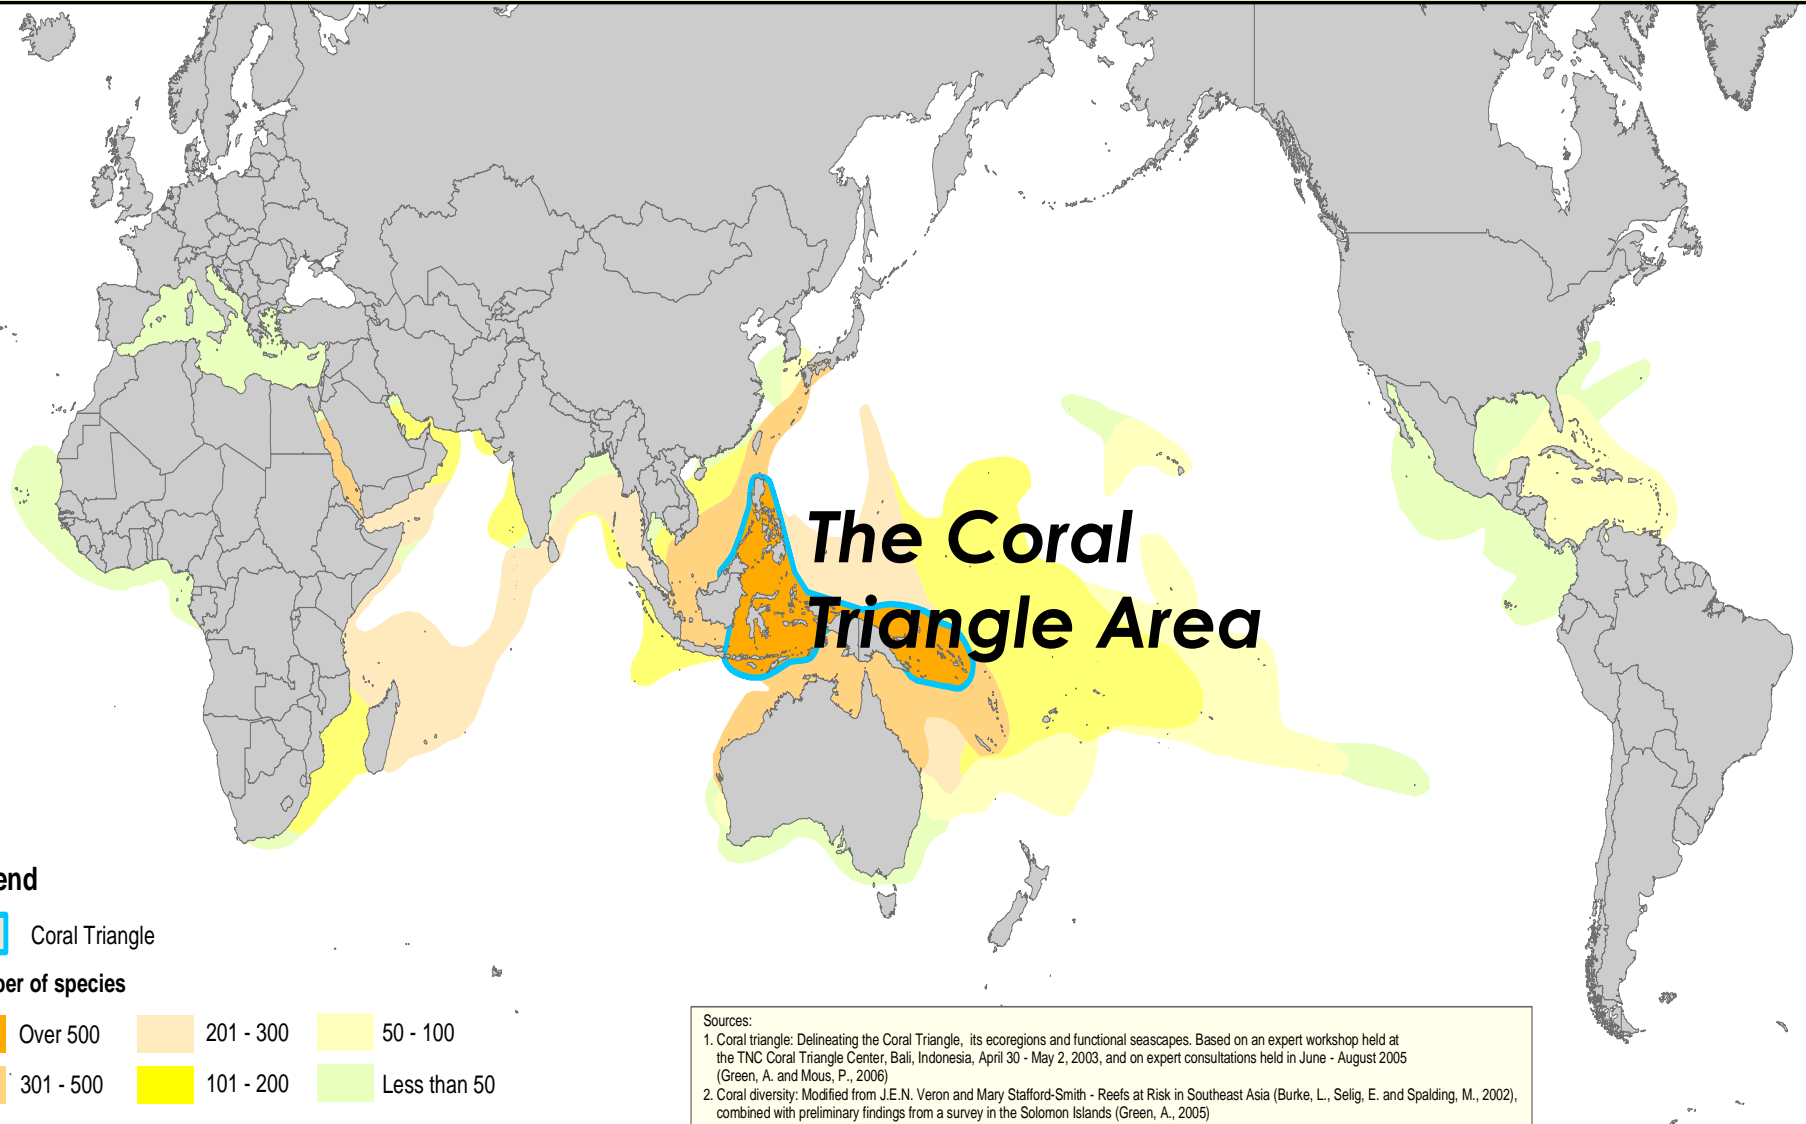 The Coral
Triangle Area
end
Coral Triangle
ber of species
Over 500
201 - 300
50 - 100
301 - 500
101 - 200
Less than 50
Sources:
1. Coral triangle: Delineating the Coral Triangle, its ecoregions and functional seascapes. Based on an expert workshop held at
the TNC Coral Triangle Center, Bali, Indonesia, April 30 - May 2, 2003, and on expert consultations held in June - August 2005
(Green, A. and Mous, P., 2006)
2. Coral diversity: Modified from J.E.N. Veron and Mary Stafford-Smith - Reefs at Risk in Southeast Asia (Burke, L., Selig, E. and Spalding, M., 2002),
combined with preliminary findings from a survey in the Solomon Islands (Green, A., 2005)